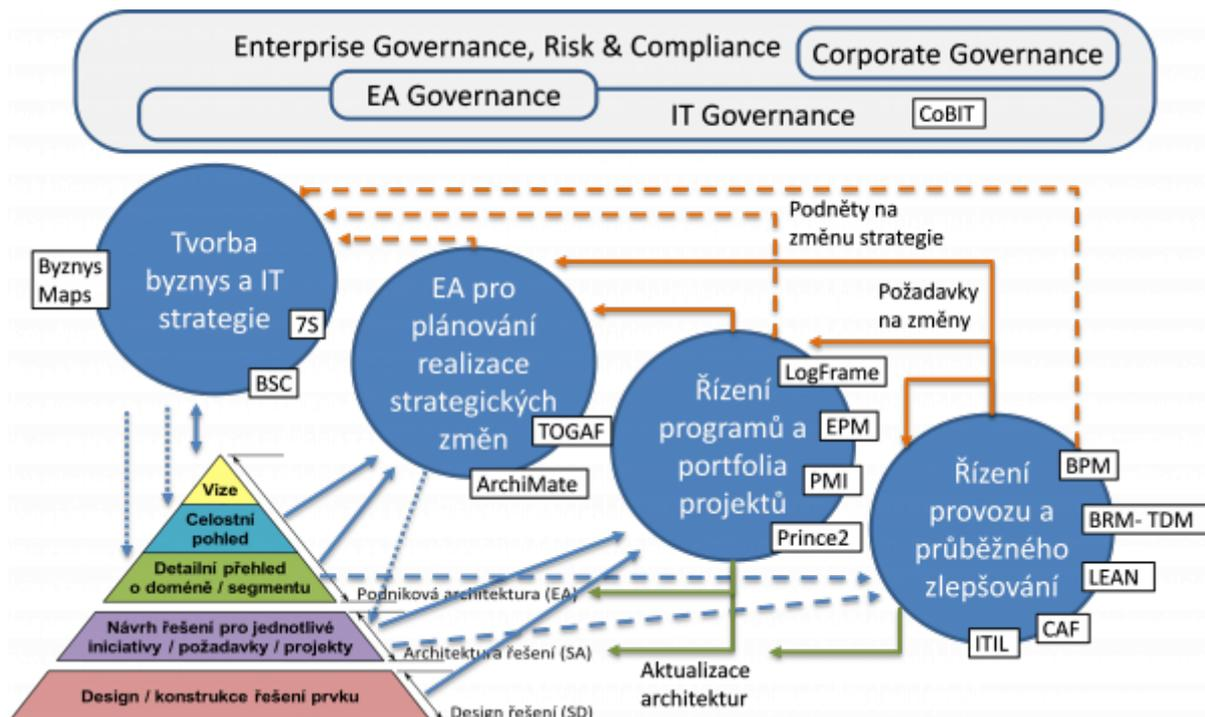 Enterprise Governance, Risk & Compliance
Corporate Governance
EA Governance
IT Governance
CoBIT
Tvorba
byznys a IT
strategie
Byznys
Maps
7S
BSC
EA pro
plánování
realizace
strategických
změn
TOGAF
ArchiMate
Podněty na
změnu strategie
Požadavky
na změny
Řízení
programů a
portfolia
projektů
LogFrame
EPM
PMI
Prince2
Řízení
provozu a
průběžného
zlepšování
BPM
BRM- TDM
LEAN
CAF
ITIL
Vize
Celostní
pohled
Detailní přehled
o doméně / segmentu
Podniková architektura (EA)
Návrh řešení pro jednotlivé
iniciativy / požadavky / projekty
Architektura řešení (SA)
Aktualizace
architektur
Design / konstrukce řešení prvku
Design řešení (SD)